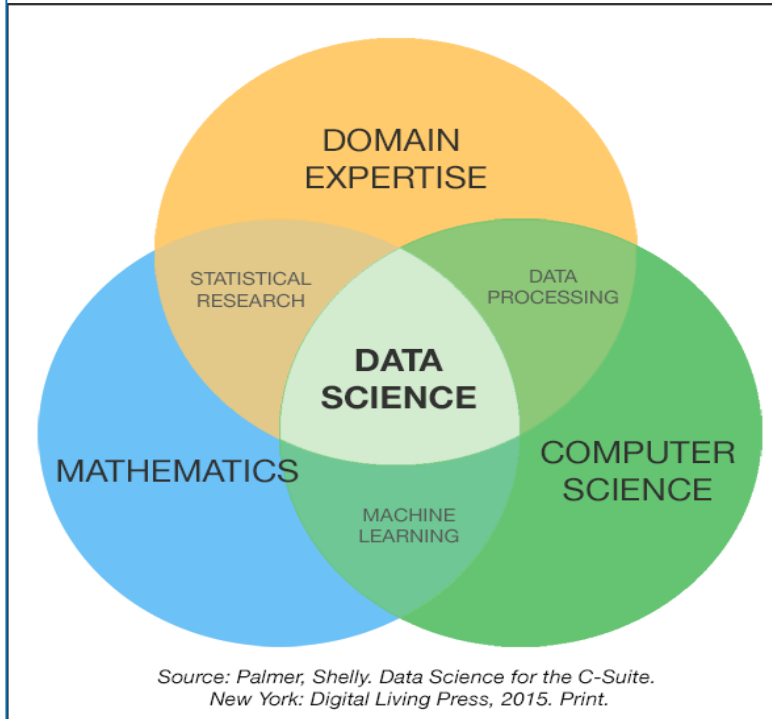 DOMAIN
EXPERTISE
STATISTICAL
RESEARCH
DATA
PROCESSING
DATA
SCIENCE
MATHEMATICS
COMPUTER
SCIENCE
MACHINE
LEARNING
Source: Palmer, Shelly. Data Science for the C-Suite.
New York: Digital Living Press, 2015. Print.